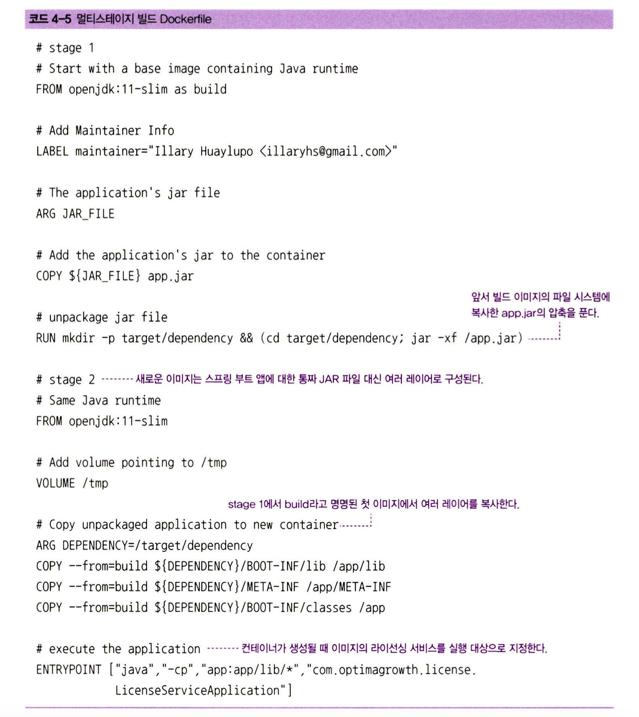 코드 4-5 멀티스테이지 빌드 Dockerfile
# stage 1
# Start with a base image containing Java runtime
FROM openjdk:11-slim as build
# Add Maintainer Info
LABEL maintainer="Illary Huaylupo <illaryhs@gmail.com>"
# The application's jar file
ARG JAR_FILE
# Add the application's jar to the container
COPY ${JAR_FILE} app.jar
앞서 빌드 이미지의 파일 시스템에
복사한 app.jar의 압축을 푼다.
# unpackage jar file
RUN mkdir -p target/dependency && (cd target/dependency; jar -xf /app.jar)
# stage 2 새로운 이미지는 스프링 부트 앱에 대한 통짜 JAR 파일 대신 여러 레이어로 구성된다.
# Same Java runtime
FROM openjdk:11-slim
# Add volume pointing to /tmp
VOLUME /tmp
stage 1에서 build라고 명명된 첫 이미지에서 여러 레이어를 복사한다.
# Copy unpackaged application to new container
ARG DEPENDENCY=/target/dependency
COPY --from=build ${DEPENDENCY}/BOOT-INF/lib /app/lib
COPY --from=build ${DEPENDENCY}/META-INF /app/META-INF
COPY --from=build ${DEPENDENCY}/BOOT-INF/classes /app
# execute the application 컨테이너가 생성될 때 이미지의 라이선싱 서비스를 실행 대상으로 지정한다.
ENTRYPOINT ["java","-cp","app:app/lib/*","com.optimagrowth.license.
LicenseServiceApplication"]